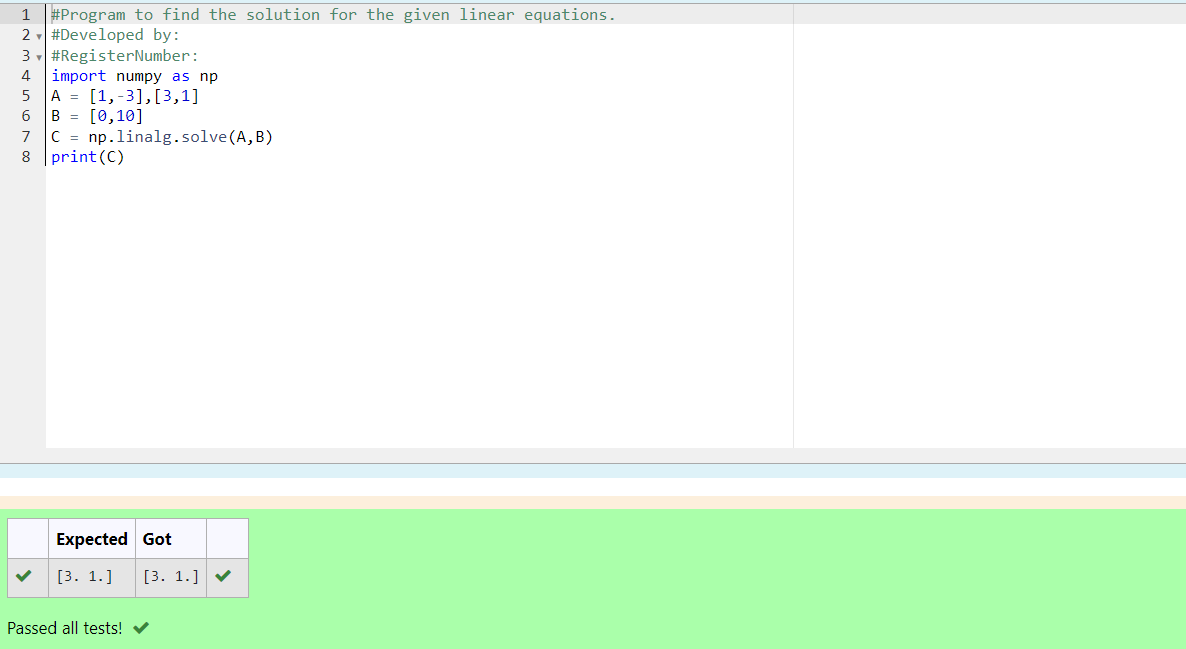 1 #Program to find the solution for the given linear equations.
2 #Developed by:
3 #RegisterNumber:
4 import numpy as np
5 A = [1,-3],[3,1]
6 B = [0,10]
7 C = np.linalg.solve(A,B)
8 print(C)
Expected Got
[3. 1.] [3. 1.]
Passed all tests!